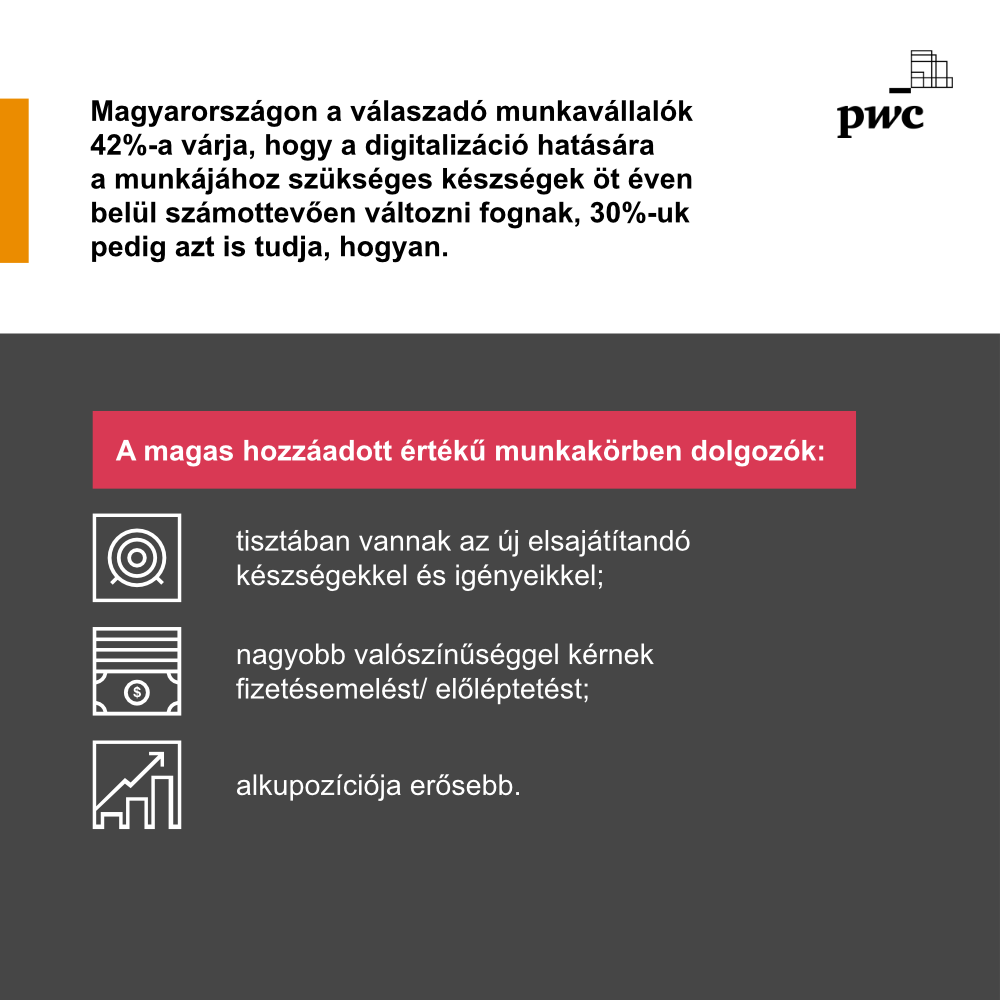 Magyarországon a válaszadó munkavállalók
42%-a várja, hogy a digitalizáció hatására
a munkájához szükséges készségek öt éven
belül számottevően változni fognak, 30%-uk
pedig azt is tudja, hogyan.
pwc
A magas hozzáadott értékű munkakörben dolgozók:
tisztában vannak az új elsajátítandó
készségekkel és igényeikkel;
$
nagyobb valószínűséggel kérnek
fizetésemelést/ előléptetést;
alkupozíciója erősebb.